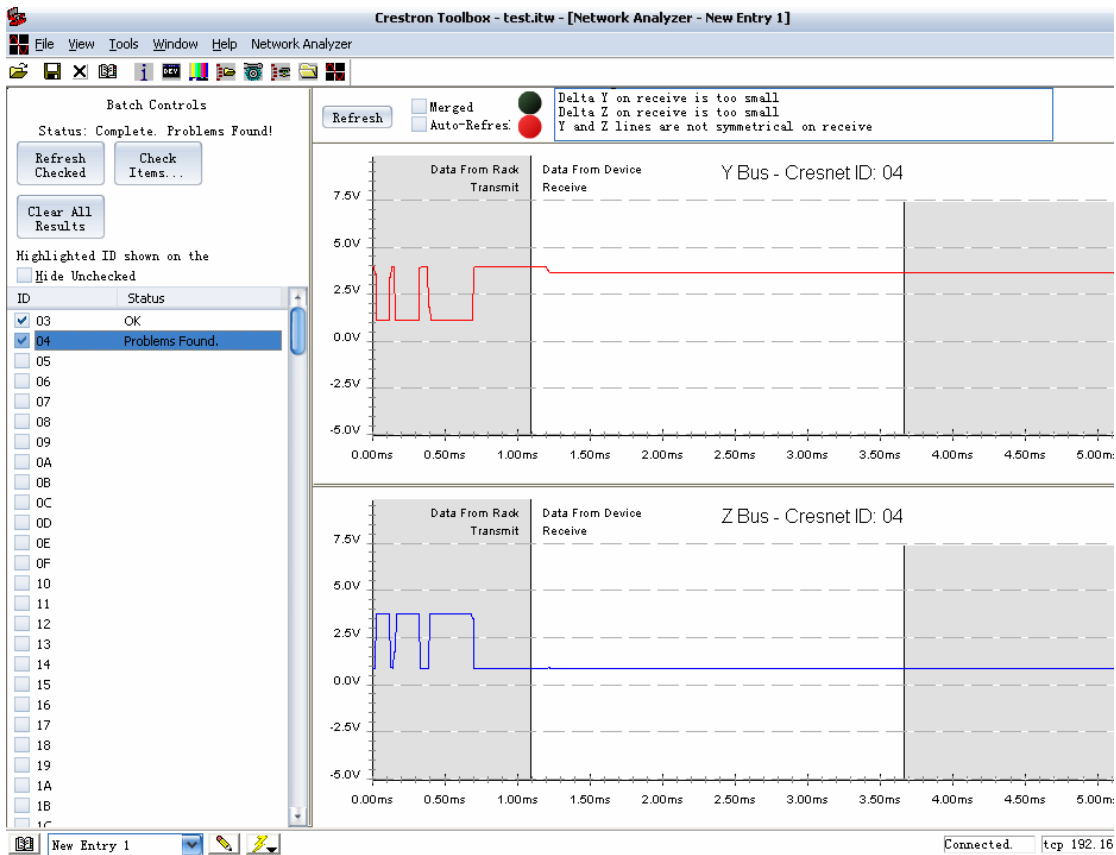 Crestron Toolbox - test.itw - [Network Analyzer - New Entry 1]
File View Tools Window Help Network Analyzer
Batch Controls
Status: Complete. Problems Found!
Refresh Checked
Check Items...
Clear All Results
Highlighted ID shown on the
Hide Unchecked
ID Status
03 OK
04 Problems Found.
05
06
07
08
09
0A
0B
0C
0D
0E
0F
10
11
12
13
14
15
16
17
18
19
1A
1B
1C
Refresh
Merged
Auto-Refres
Delta Y on receive is too small
Delta Z on receive is too small
Y and Z lines are not symmetrical on receive
Data From Rack Transmit
Data From Device Receive
Y Bus - Cresnet ID: 04
7.5V
5.0V
2.5V
0.0V
-2.5V
-5.0V
0.00ms 0.50ms 1.00ms 1.50ms 2.00ms 2.50ms 3.00ms 3.50ms 4.00ms 4.50ms 5.00m
Data From Rack Transmit
Data From Device Receive
Z Bus - Cresnet ID: 04
7.5V
5.0V
2.5V
0.0V
-2.5V
-5.0V
0.00ms 0.50ms 1.00ms 1.50ms 2.00ms 2.50ms 3.00ms 3.50ms 4.00ms 4.50ms 5.00ms
New Entry 1
Connected. tcp 192.16